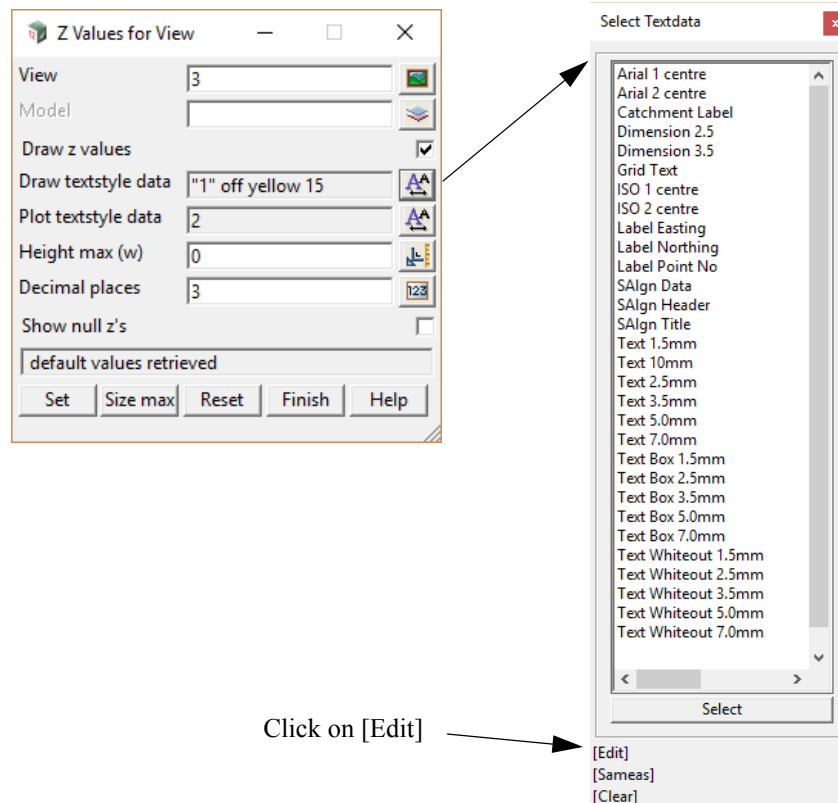 Z Values for View
View 3
Model
Draw z values
Draw textstyle data "1" off yellow 15
Plot textstyle data 2
Height max (w) 0
Decimal places 3
123
Show null z's
default values retrieved
Set Size max Reset Finish Help
Select Textdata
Arial 1 centre
Arial 2 centre
Catchment Label
Dimension 2.5
Dimension 3.5
Grid Text
ISO 1 centre
ISO 2 centre
Label Easting
Label Northing
Label Point No
SAlgn Data
SAlgn Header
SAlgn Title
Text 1.5mm
Text 10mm
Text 2.5mm
Text 3.5mm
Text 5.0mm
Text 7.0mm
Text Box 1.5mm
Text Box 2.5mm
Text Box 3.5mm
Text Box 5.0mm
Text Box 7.0mm
Text Whiteout 1.5mm
Text Whiteout 2.5mm
Text Whiteout 3.5mm
Text Whiteout 5.0mm
Text Whiteout 7.0mm
Select
Click on [Edit]
[Edit]
[Sameas]
[Clear]